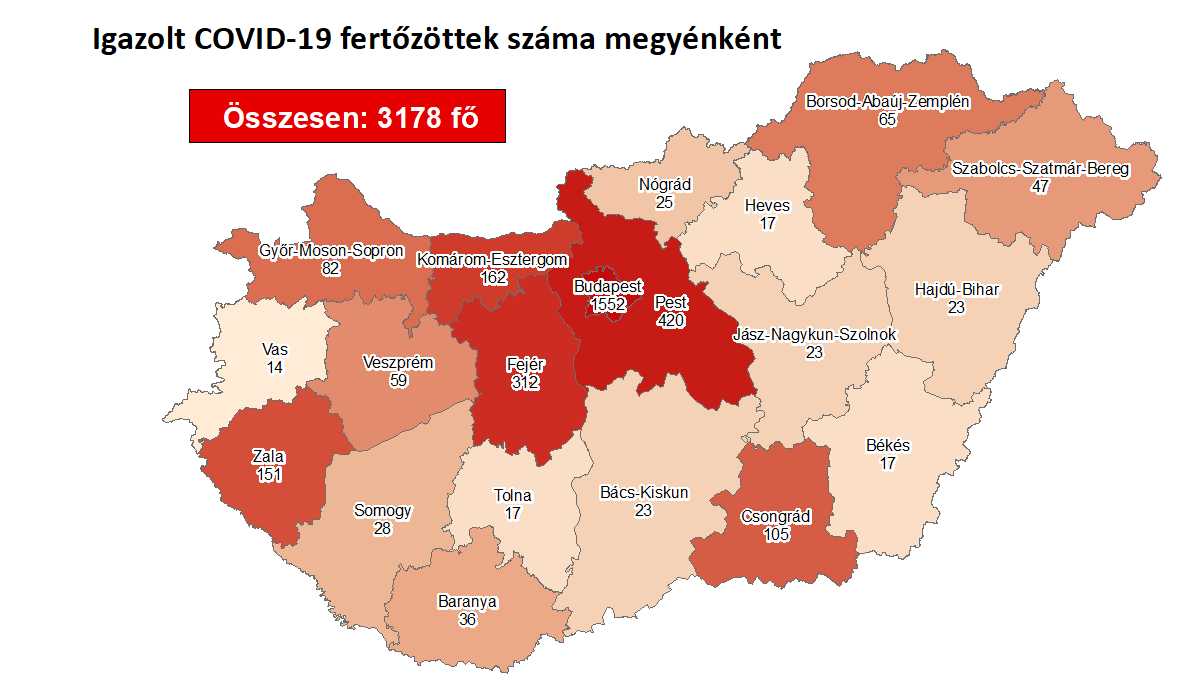 Igazolt COVID-19 fertőzöttek száma megyénként
Összesen: 3178 fő
Borsod-Abaúj-Zemplén
65
Szabolcs-Szatmár-Bereg
47
Nógrád
25
Heves
17
Győr-Moson-Sopron
82
Komárom-Esztergom
162
Budapest
1552
Pest
420
Hajdú-Bihar
23
Jász-Nagykun-Szolnok
23
Vas
14
Veszprém
59
Fejér
312
Békés
17
Zala
151
Somogy
28
Tolna
17
Bács-Kiskun
23
Csongrád
105
Baranya
36